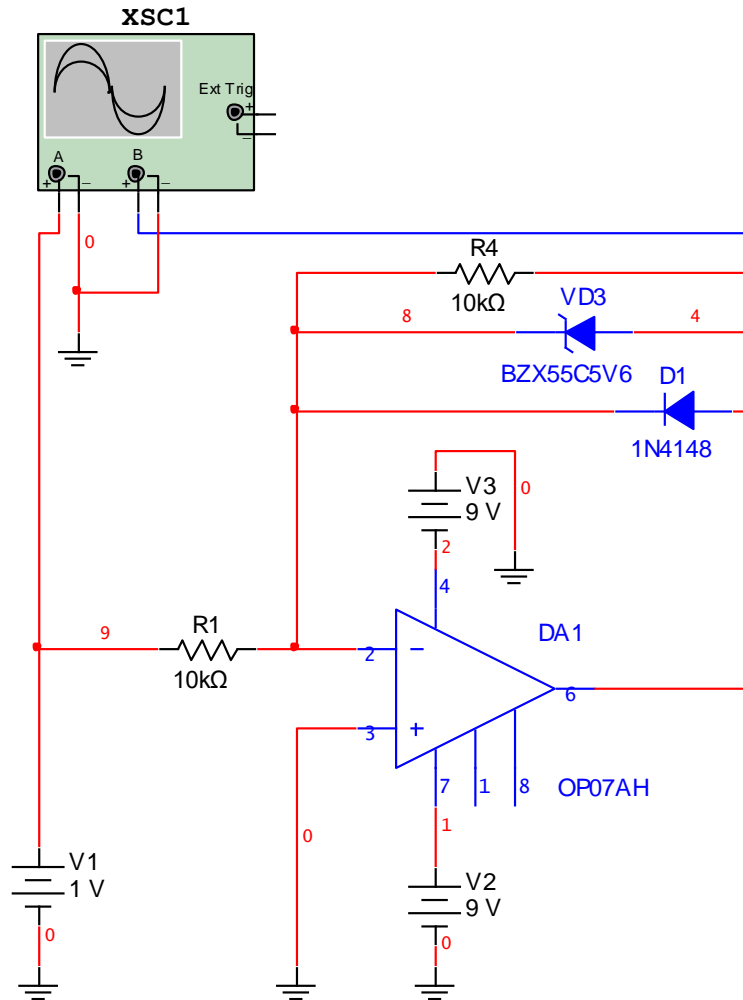 XSC1
Ext Trig
+
−
A
B
+
−
+
−
0
R4
10kΩ
VD3
8
4
BZX55C5V6
D1
1N4148
V3
9 V
0
2
4
9
R1
10kΩ
DA1
2
−
6
3
+
7
1
8
OP07AH
0
1
V1
1 V
V2
9 V
0
0